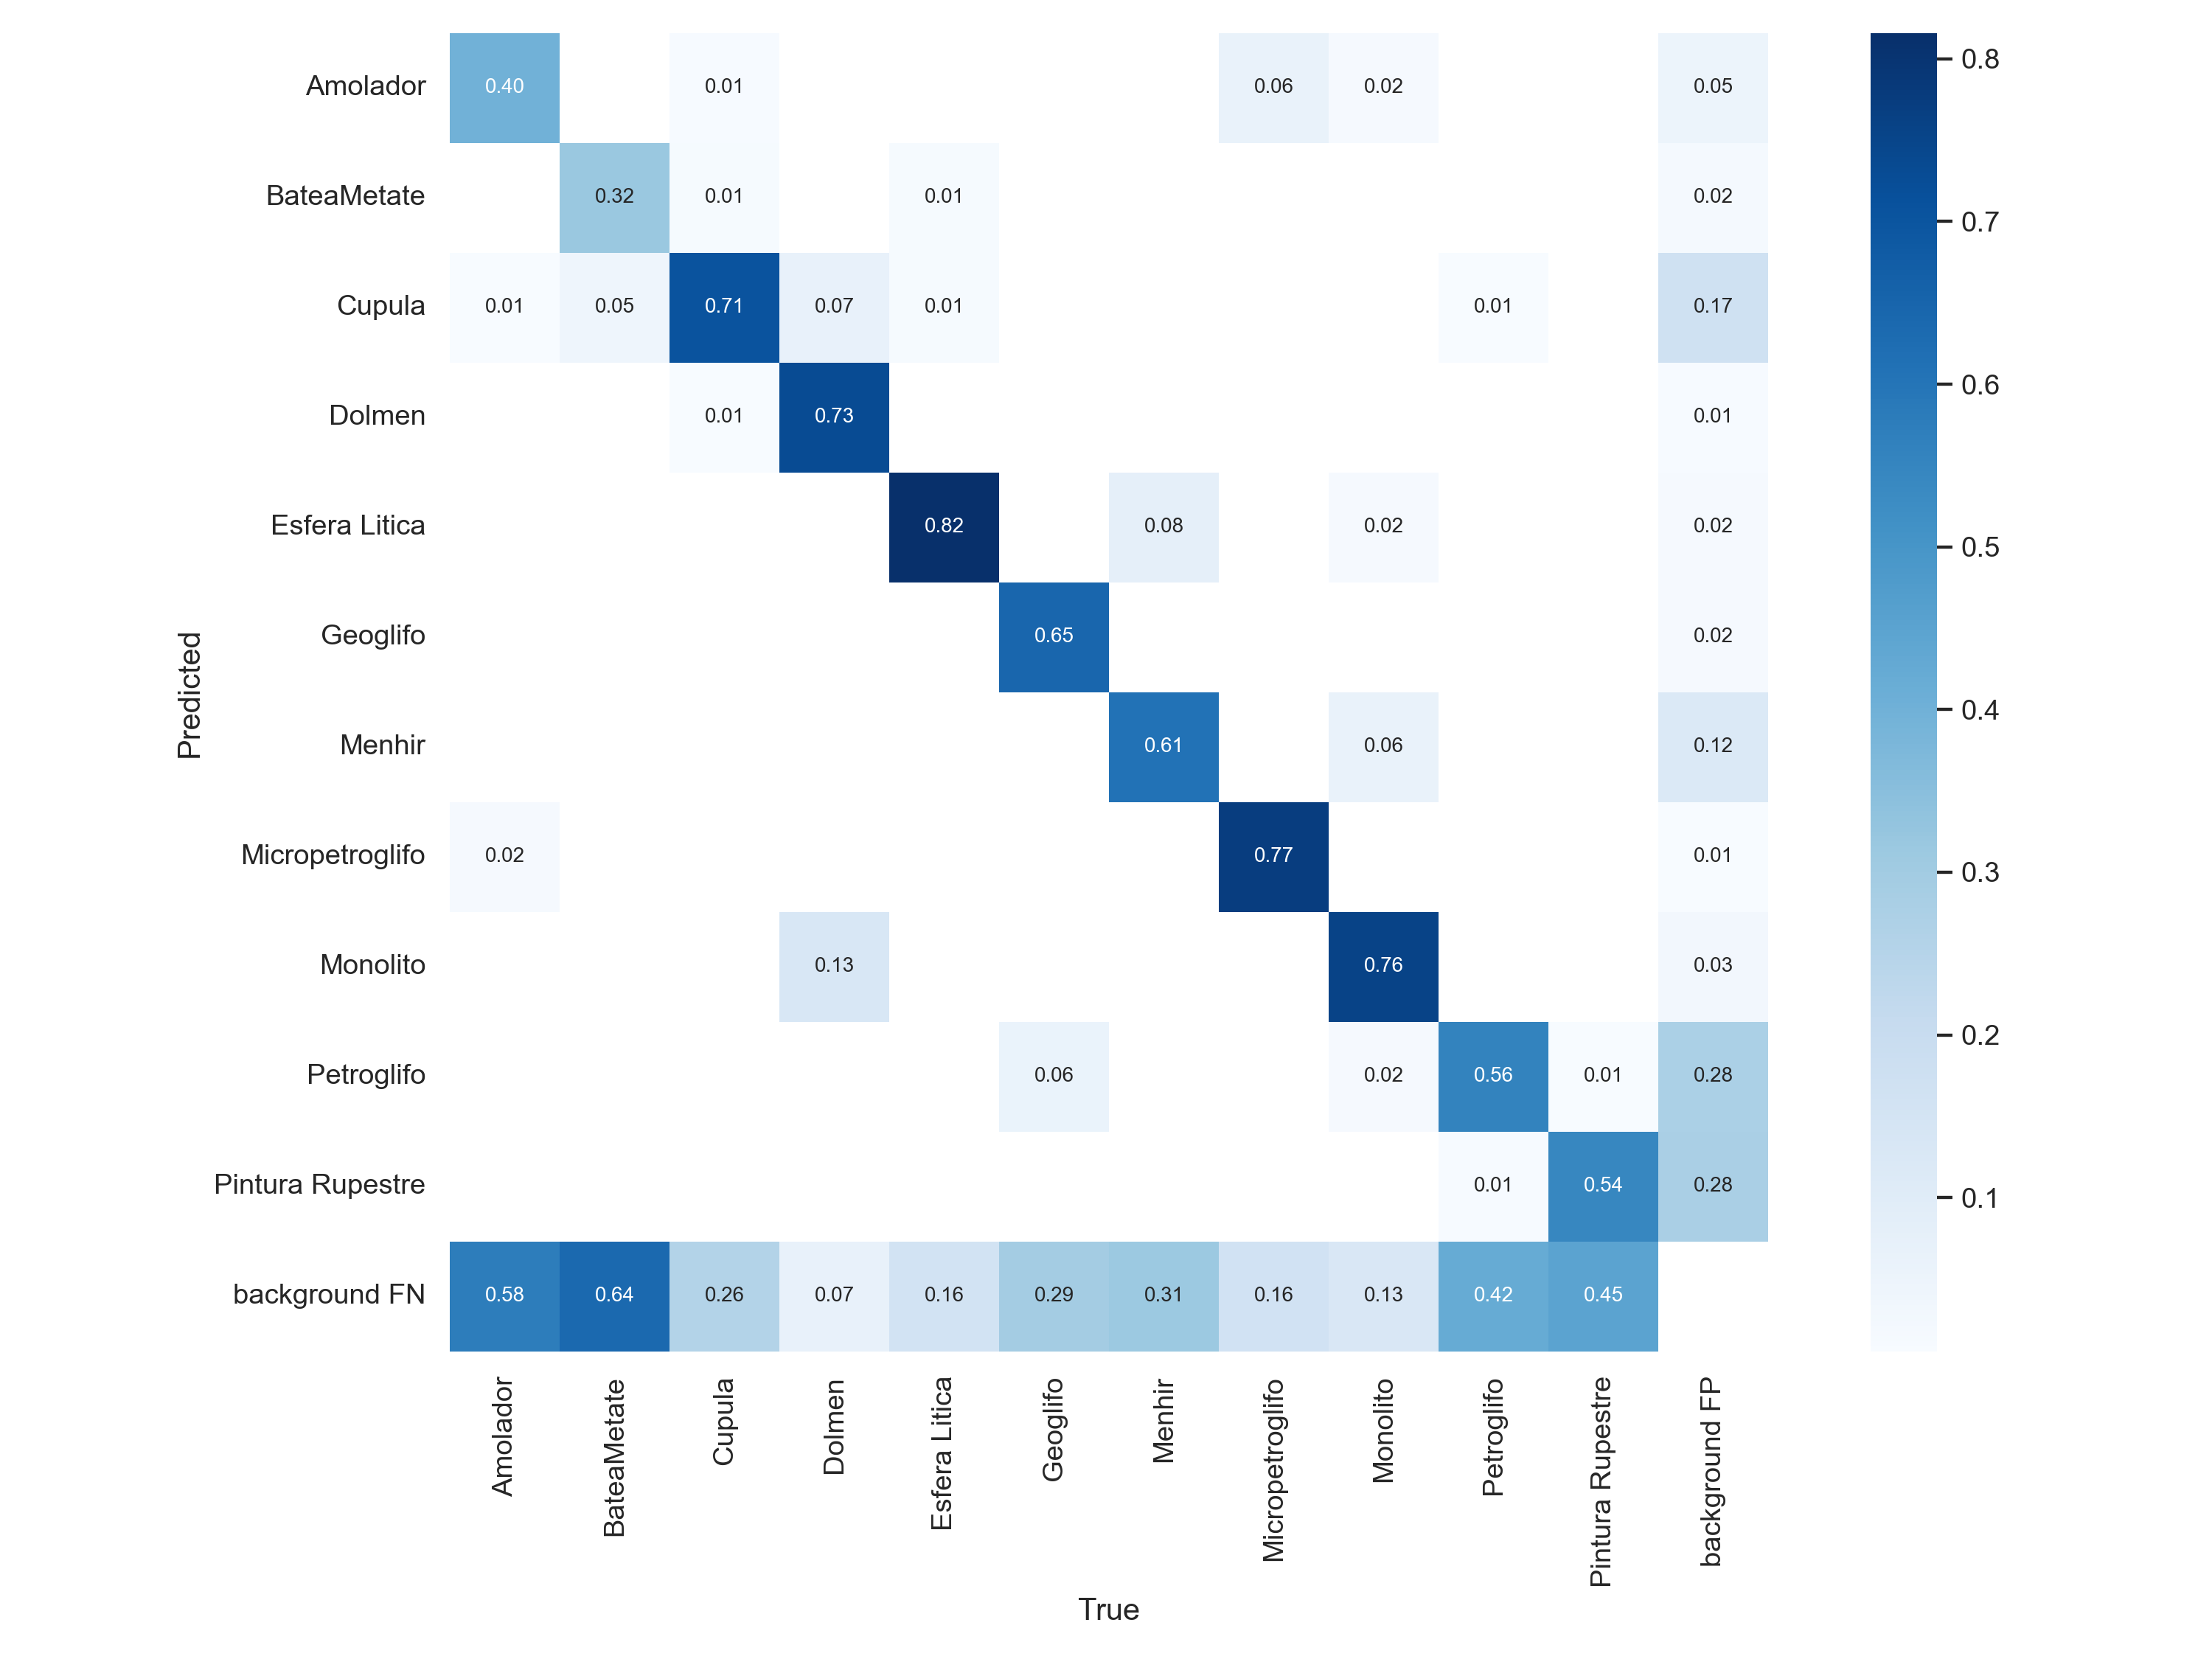 Amolador 0.40 0.01 0.06 0.02 0.05
BateaMetate 0.32 0.01 0.01 0.02
Cupula 0.01 0.05 0.71 0.07 0.01 0.01 0.17
Dolmen 0.01 0.73 0.01
Esfera Litica 0.82 0.08 0.02 0.02
Geoglifo 0.65 0.02
Menhir 0.61 0.06 0.12
Micropetroglifo 0.02 0.77 0.01
Monolito 0.13 0.76 0.03
Petroglifo 0.06 0.02 0.56 0.01 0.28
Pintura Rupestre 0.01 0.54 0.28
background FN 0.58 0.64 0.26 0.07 0.16 0.29 0.31 0.16 0.13 0.42 0.45
Predicted
Amolador
BateaMetate
Cupula
Dolmen
Esfera Litica
Geoglifo
Menhir
Micropetroglifo
Monolito
Petroglifo
Pintura Rupestre
background FP
True
0.8
0.7
0.6
0.5
0.4
0.3
0.2
0.1